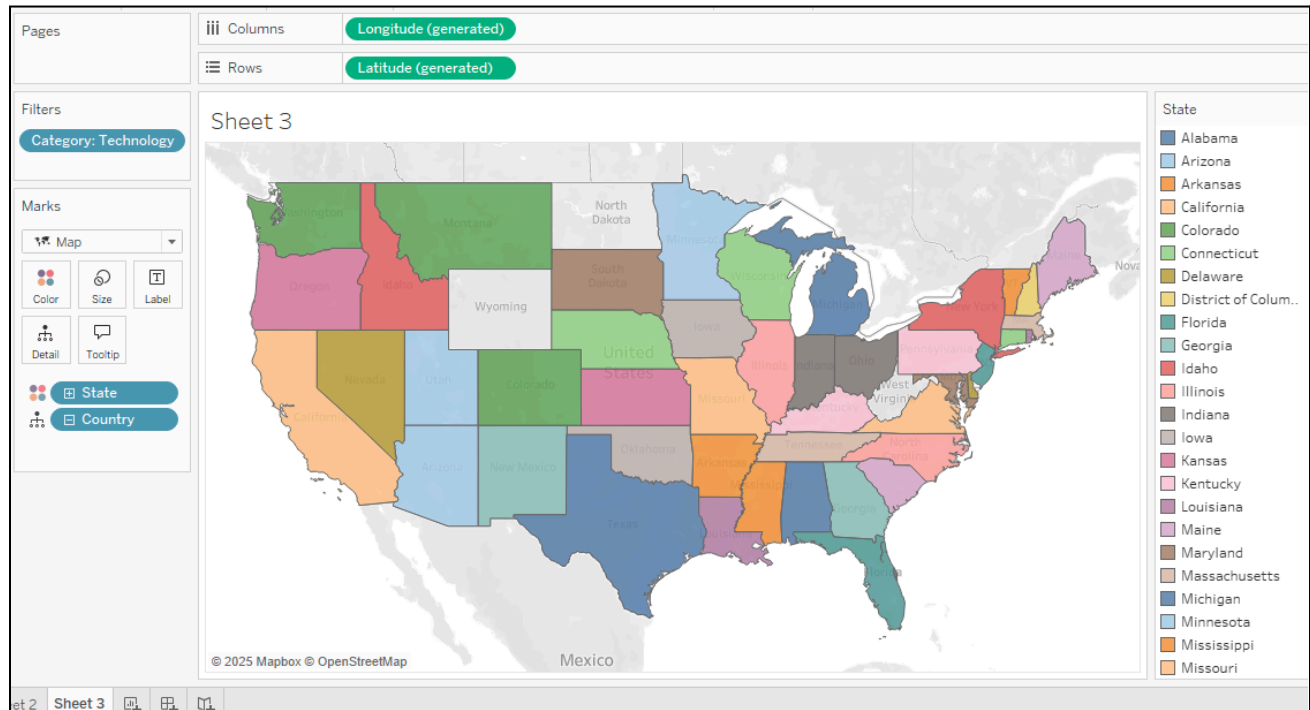 Pages
Columns
Longitude (generated)
Rows
Latitude (generated)
Filters
Category: Technology
Marks
Map
Color
Size
Label
Detail
Tooltip
State
Country
Sheet 3
Washington
Montana
North
Dakota
Minnesota
Oregon
Idaho
South
Dakota
Wisconsin
Michigan
Maine
Wyoming
VT
New York
Iowa
Nevada
Utah
United
States
Colorado
Illinois
Indiana
Ohio
Pennsylvania
West
Virginia
California
Missouri
Kentucky
Arizona
New Mexico
Oklahoma
Arkansas
Tennessee
North
Carolina
Mississippi
Georgia
Texas
Louisiana
Florida
Nova
Mexico
© 2025 Mapbox © OpenStreetMap
State
Alabama
Arizona
Arkansas
California
Colorado
Connecticut
Delaware
District of Colum..
Florida
Georgia
Idaho
Illinois
Indiana
Iowa
Kansas
Kentucky
Louisiana
Maine
Maryland
Massachusetts
Michigan
Minnesota
Mississippi
Missouri
et 2
Sheet 3